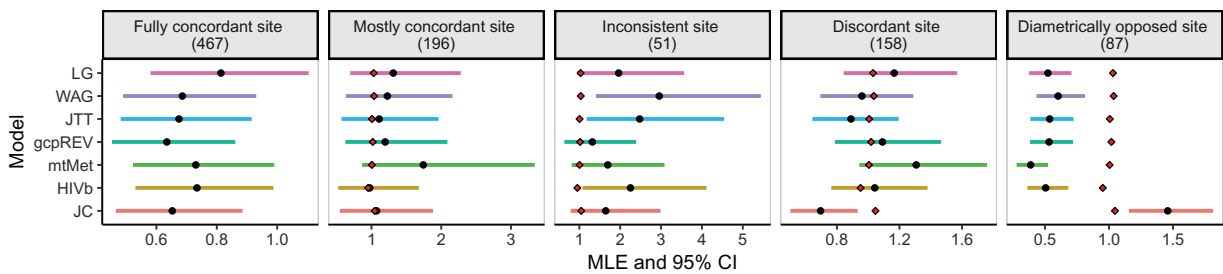 Fully concordant site
(467)
Mostly concordant site
(196)
Inconsistent site
(51)
Discordant site
(158)
Diametrically opposed site
(87)
Model
LG
WAG
JTT
gcpREV
mtMet
HIVb
JC
0.6 1.0
1 2 3
1 2 3 4 5
0.8 1.2 1.6
0.5 1.0 1.5
MLE and 95% CI